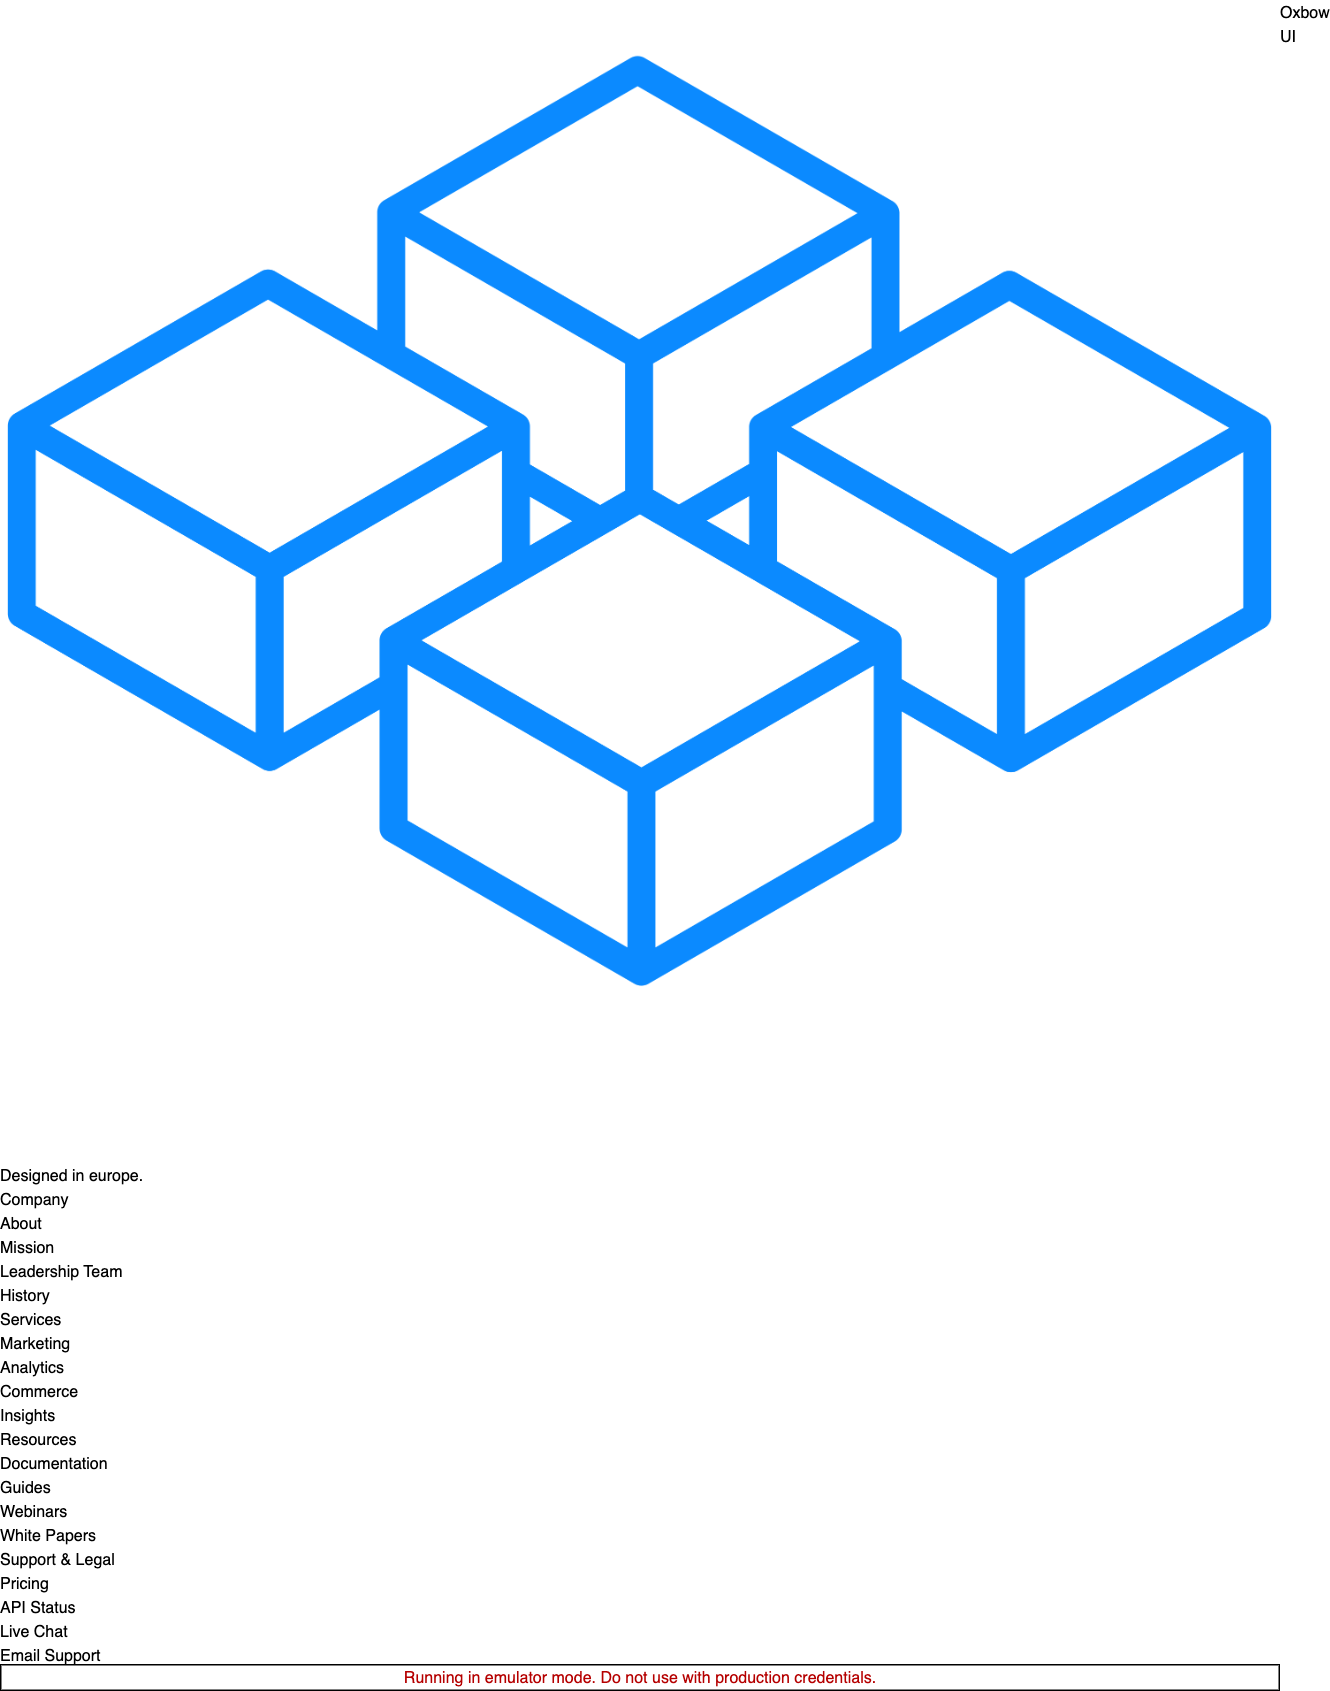 Oxbow
UI
Designed in europe.
Company
About
Mission
Leadership Team
History
Services
Marketing
Analytics
Commerce
Insights
Resources
Documentation
Guides
Webinars
White Papers
Support & Legal
Pricing
API Status
Live Chat
Email Support
Running in emulator mode. Do not use with production credentials.